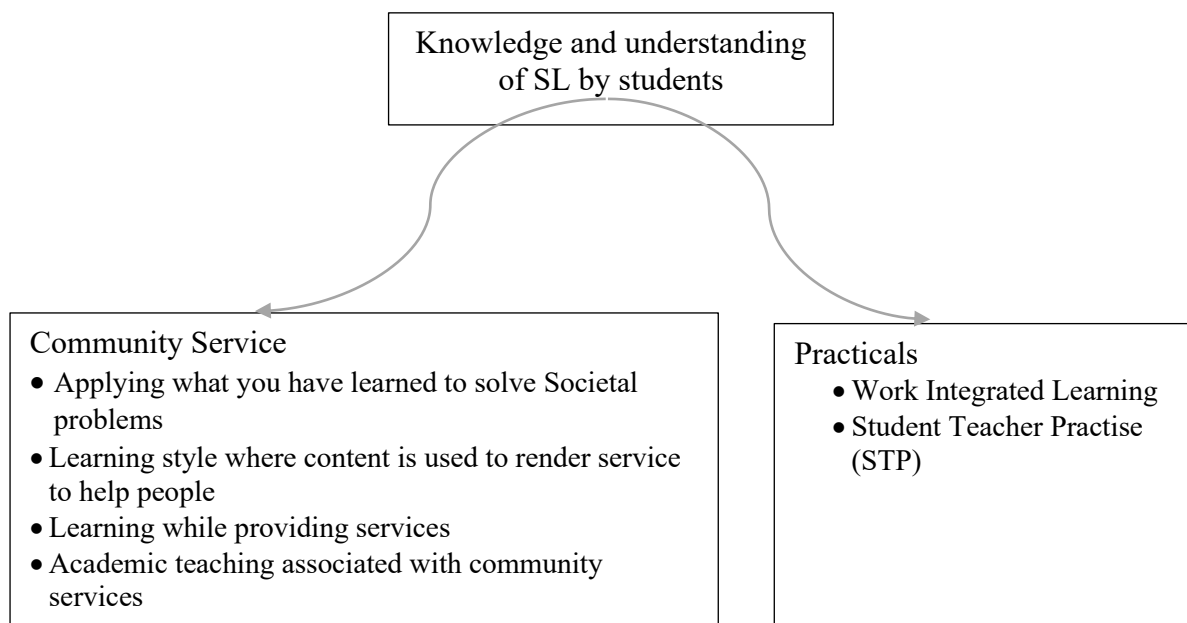 Knowledge and understanding
of SL by students
Community Service
• Applying what you have learned to solve Societal
problems
• Learning style where content is used to render service
to help people
• Learning while providing services
• Academic teaching associated with community
services
Practicals
• Work Integrated Learning
• Student Teacher Practise
(STP)